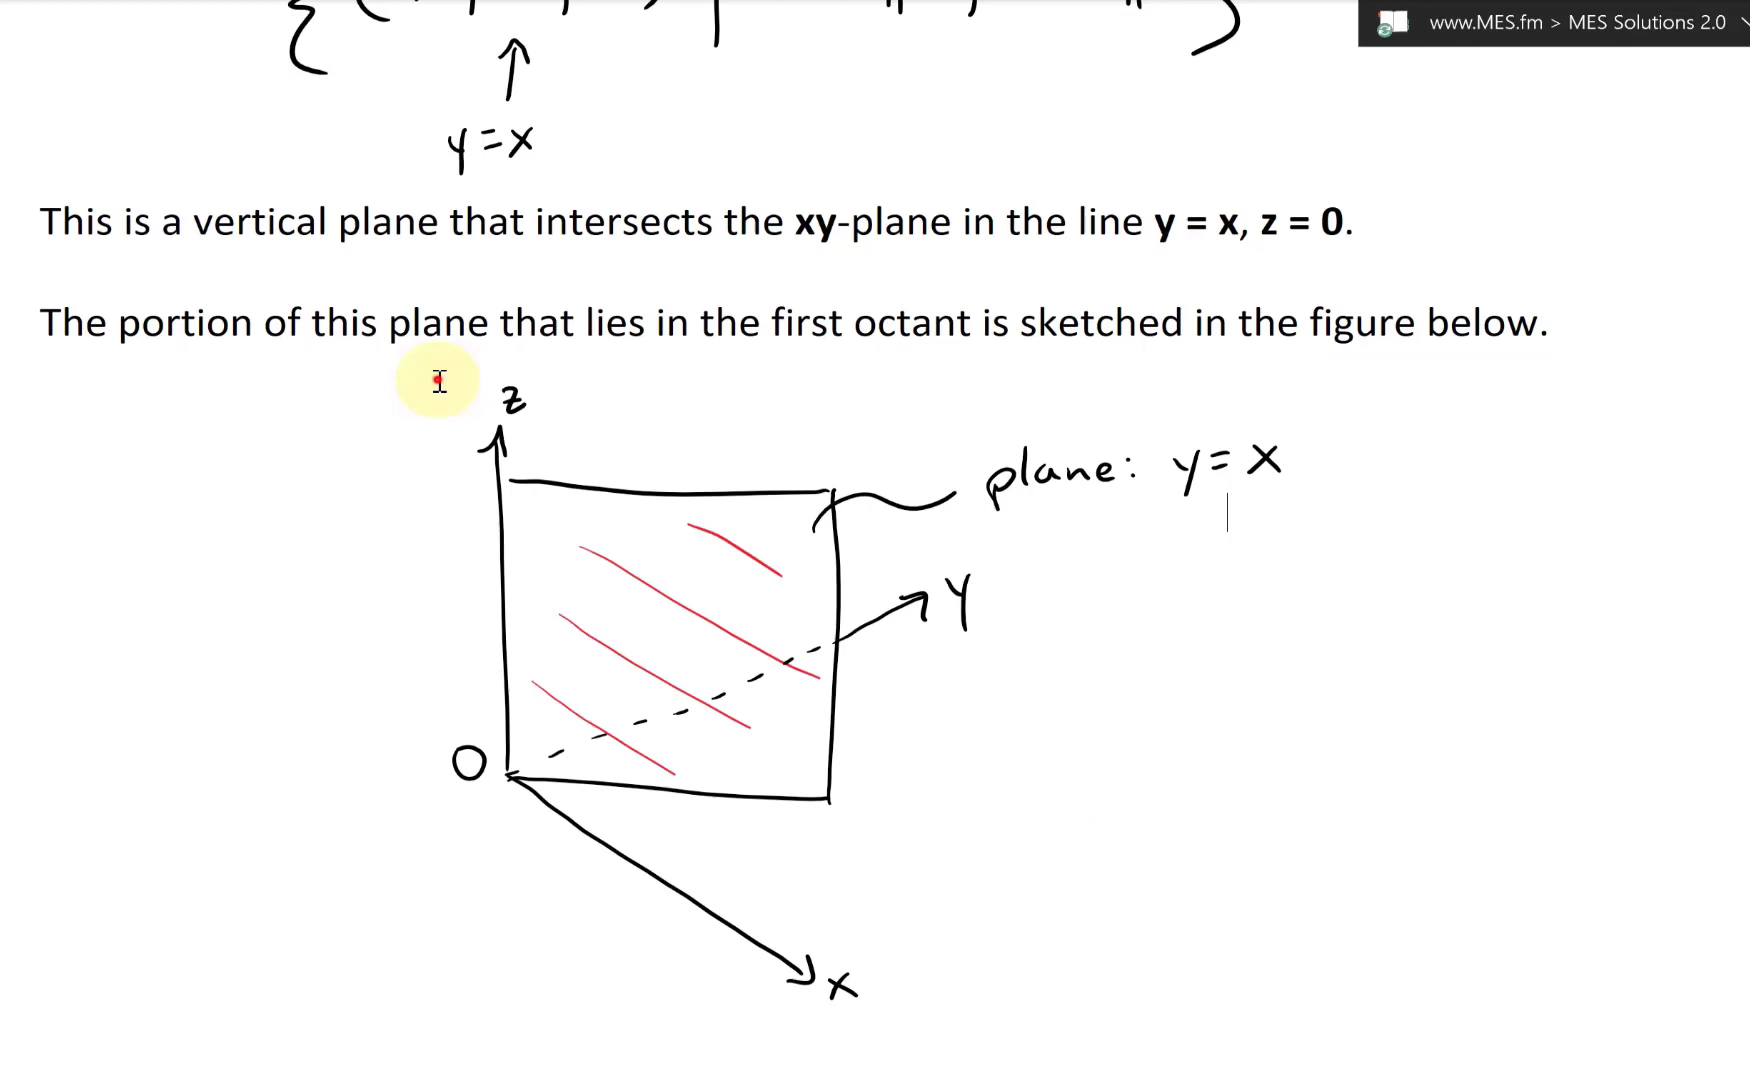 www.MES.fm > MES Solutions 2.0
y = x
This is a vertical plane that intersects the xy-plane in the line y = x, z = 0.
The portion of this plane that lies in the first octant is sketched in the figure below.
z
plane: y = x
y
O
x